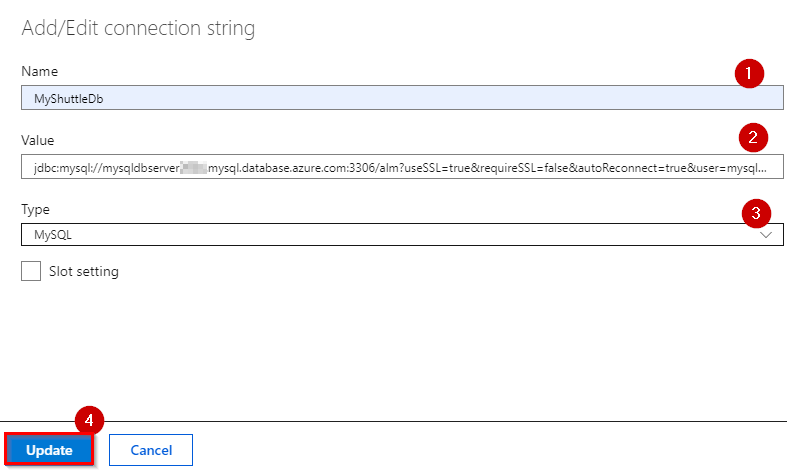 Add/Edit connection string
Name
1
MyShuttleDb
Value
2
jdbc:mysql://mysqldbserver mysql.database.azure.com:3306/alm?useSSL=true&requireSSL=false&autoReconnect=true&user=mysql...
Type
3
MySQL
Slot setting
4
Update
Cancel